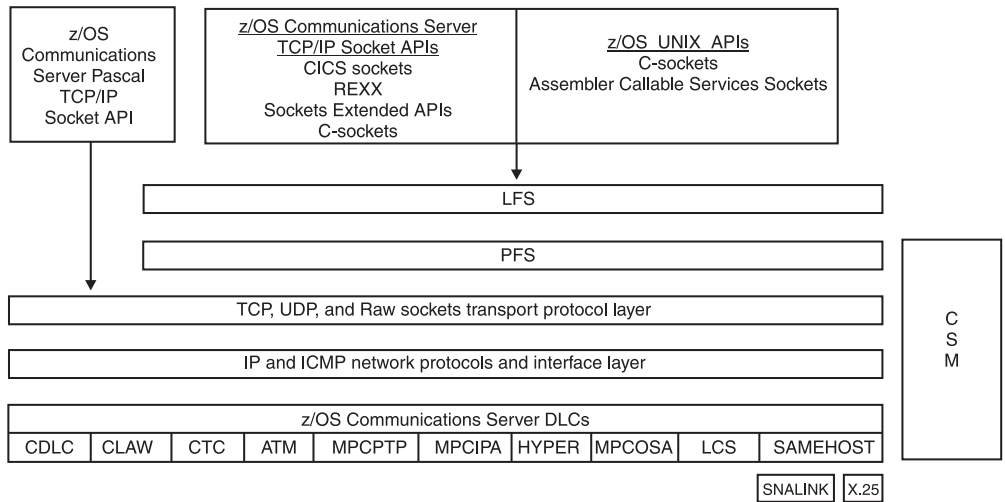 z/OS
Communications
Server Pascal
TCP/IP
Socket API
z/OS Communications Server
TCP/IP Socket APIs
CICS sockets
REXX
Sockets Extended APIs
C-sockets
z/OS UNIX APIs
C-sockets
Assembler Callable Services Sockets
LFS
PFS
TCP, UDP, and Raw sockets transport protocol layer
IP and ICMP network protocols and interface layer
C
S
M
z/OS Communications Server DLCs
CDLC CLAW CTC ATM MPCPTP MPCIPA HYPER MPCOSA LCS SAMEHOST
SNALINK X.25